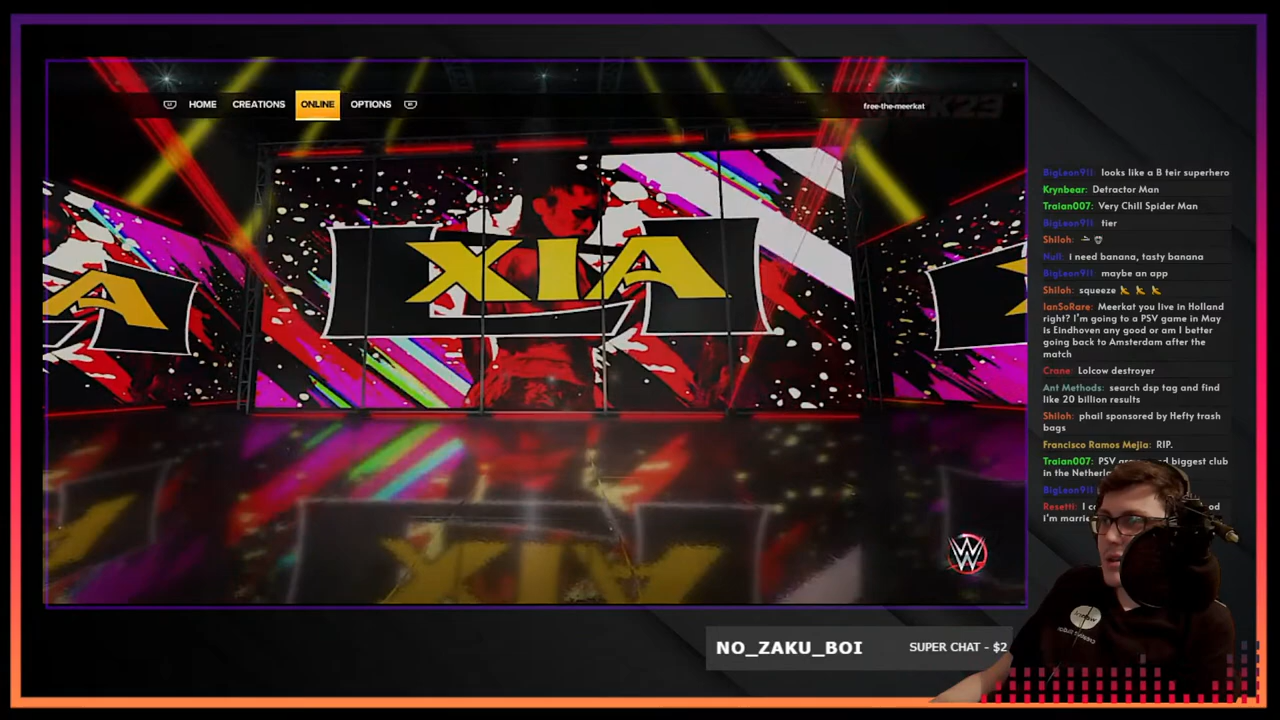 HOME CREATIONS ONLINE OPTIONS
free-the-meerkat
XIA
A
BigLeon911: looks like a B teir superhero
Krynbear: Detractor Man
Traian007: Very Chill Spider Man
BigLeon911: tier
Shiloh:
Null: i need banana, tasty banana
BigLeon911: maybe an app
Shiloh: squeeze
IanSoRare: Meerkat you live in Holland
right? I'm going to a PSV game in May
is Eindhoven any good or am I better
going back to Amsterdam after the
match
Crane: Lolcow destroyer
Ant Methods: search dsp tag and find
like 20 billion results
Shiloh: phail sponsored by Hefty trash
bags
Francisco Ramos Mejia: RIP.
Traian007: PSV biggest club
in the
BigLeon911
Resetti:
I'm
W
NO_ZAKU_BOI SUPER CHAT - $2